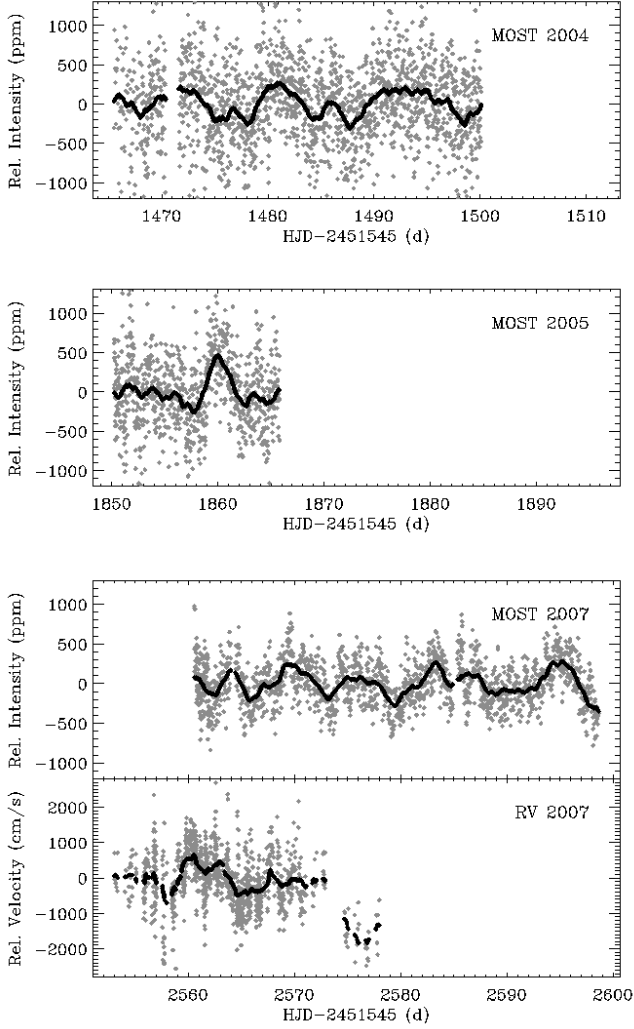 MOST 2004
Rel. Intensity (ppm)
1000
500
0
−500
−1000
1470 1480 1490 1500 1510
HJD−2451545 (d)
MOST 2005
Rel. Intensity (ppm)
1000
500
0
−500
−1000
1850 1860 1870 1880 1890
HJD−2451545 (d)
MOST 2007
Rel. Intensity (ppm)
1000
500
0
−500
−1000
RV 2007
Rel. Velocity (cm/s)
2000
1000
0
−1000
−2000
2560 2570 2580 2590 2600
HJD−2451545 (d)